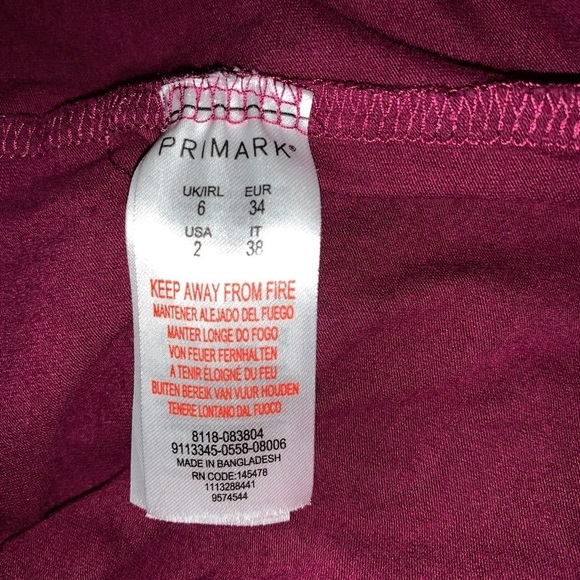 PRIMARK®
UK/IRL EUR
6 34
USA IT
2 38
KEEP AWAY FROM FIRE
MANTENER ALEJADO DEL FUEGO
MANTER LONGE DO FOGO
VON FEUER FERNHALTEN
A TENIR ÉLOIGNÉ DU FEU
BUITEN BEREIK VAN VUUR HOUDEN
TENERE LONTANO DAL FUOCO
8118-083804
9113345-0558-08006
MADE IN BANGLADESH
RN CODE:145478
1113288441
9574544